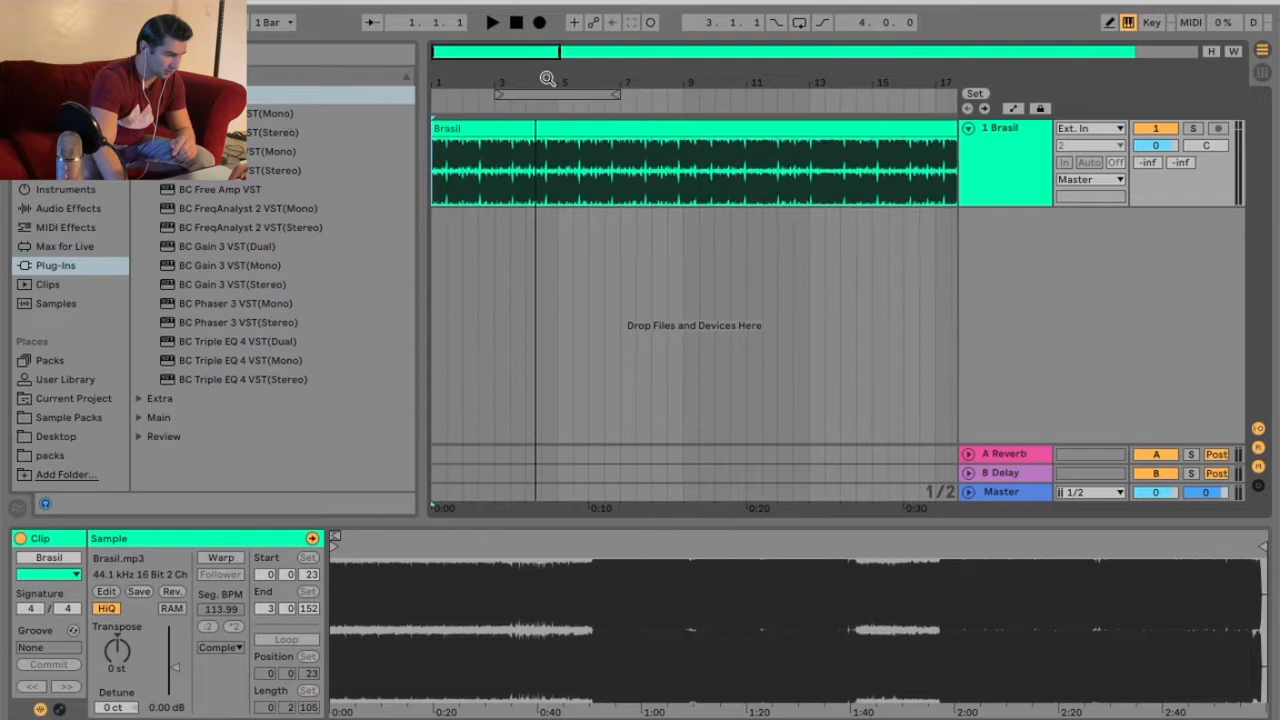 1 Bar
1. 1. 1
3. 1. 1
4. 0. 0
Key
MIDI
0 %
D
H
W
1
3
5
7
9
11
13
15
17
Set
VST(Mono)
VST(Stereo)
VST(Mono)
VST(Stereo)
Instruments
BC Free Amp VST
Audio Effects
BC FreqAnalyst 2 VST(Mono)
MIDI Effects
BC FreqAnalyst 2 VST(Stereo)
Max for Live
BC Gain 3 VST(Dual)
Plug-Ins
BC Gain 3 VST(Mono)
Clips
BC Gain 3 VST(Stereo)
Samples
BC Phaser 3 VST(Mono)
BC Phaser 3 VST(Stereo)
Places
BC Triple EQ 4 VST(Dual)
Packs
BC Triple EQ 4 VST(Mono)
User Library
BC Triple EQ 4 VST(Stereo)
Current Project
Extra
Sample Packs
Main
Desktop
Review
packs
Add Folder...
Brasil
1 Brasil
Ext. In
1
S
2
0
C
In
Auto
Off
-inf
-inf
Master
Drop Files and Devices Here
A Reverb
A
S
Post
B Delay
B
S
Post
1/2
Master
1/2
0
0
0:00
0:10
0:20
0:30
Clip
Sample
Brasil
Brasil.mp3
Warp
Start
Set
44.1 kHz 16 Bit 2 Ch
Follower
0 0 23
Signature
Edit
Save
Rev.
Seg. BPM
End
Set
4 / 4
HiQ
RAM
113.99
3 0 152
Groove
Transpose
:2
*2
Loop
None
Comple
Position
Set
Commit
0 st
0 0 23
<<
>>
Detune
Length
Set
0 ct
0.00 dB
0 2 105
0:00
0:20
0:40
1:00
1:20
1:40
2:00
2:20
2:40